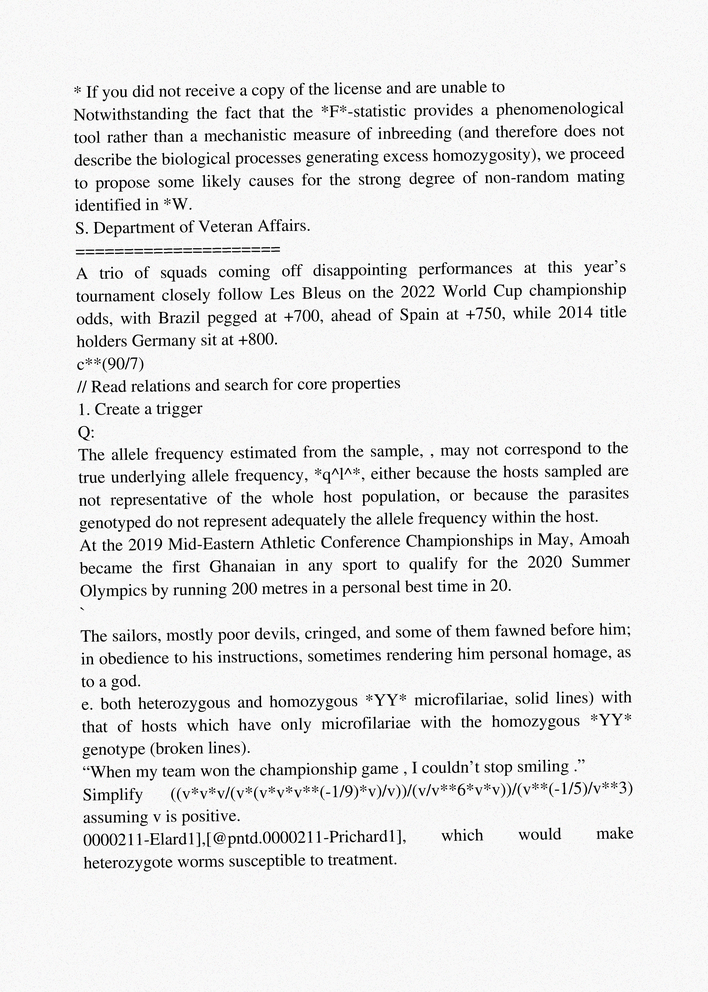 * If you did not receive a copy of the license and are unable to
Notwithstanding the fact that the *F*-statistic provides a phenomenological
tool rather than a mechanistic measure of inbreeding (and therefore does not
describe the biological processes generating excess homozygosity), we proceed
to propose some likely causes for the strong degree of non-random mating
identified in *W.
S. Department of Veteran Affairs.
=====================
A trio of squads coming off disappointing performances at this year’s
tournament closely follow Les Bleus on the 2022 World Cup championship
odds, with Brazil pegged at +700, ahead of Spain at +750, while 2014 title
holders Germany sit at +800.
c**(90/7)
// Read relations and search for core properties
1. Create a trigger
Q:
The allele frequency estimated from the sample, , may not correspond to the
true underlying allele frequency, *q^l^*, either because the hosts sampled are
not representative of the whole host population, or because the parasites
genotyped do not represent adequately the allele frequency within the host.
At the 2019 Mid-Eastern Athletic Conference Championships in May, Amoah
became the first Ghanaian in any sport to qualify for the 2020 Summer
Olympics by running 200 metres in a personal best time in 20.
`
The sailors, mostly poor devils, cringed, and some of them fawned before him;
in obedience to his instructions, sometimes rendering him personal homage, as
to a god.
e. both heterozygous and homozygous *YY* microfilariae, solid lines) with
that of hosts which have only microfilariae with the homozygous *YY*
genotype (broken lines).
“When my team won the championship game , I couldn’t stop smiling .”
Simplify ((v*v*v/(v*(v*v*v**(-1/9)*v)/v))/(v/v**6*v*v))/(v**(-1/5)/v**3)
assuming v is positive.
0000211-Elard1],[@pntd.0000211-Prichard1], which would make
heterozygote worms susceptible to treatment.